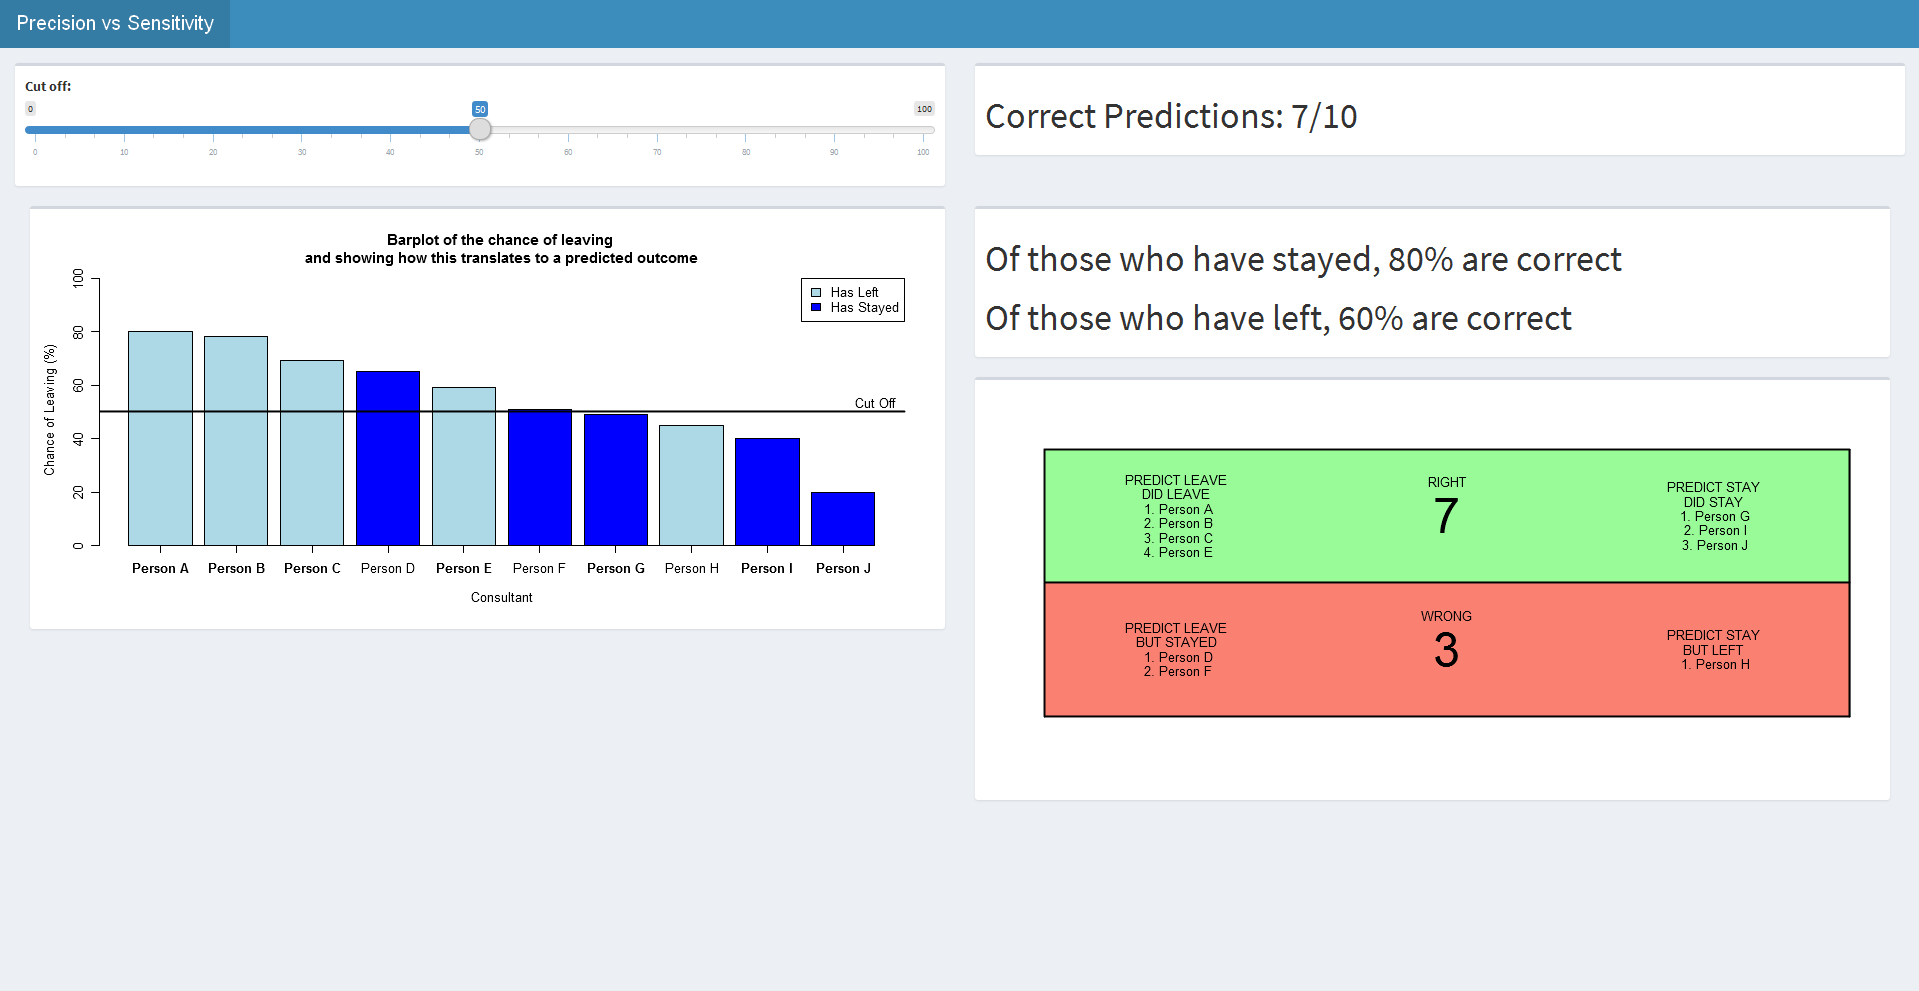 Precision vs Sensitivity
Cut off:
0
50
100
0 10 20 30 40 50 60 70 80 90 100
Correct Predictions: 7/10
Barplot of the chance of leaving
and showing how this translates to a predicted outcome
Chance of Leaving (%)
100
80
60
40
20
0
Has Left
Has Stayed
Cut Off
Person A Person B Person C Person D Person E Person F Person G Person H Person I Person J
Consultant
Of those who have stayed, 80% are correct
Of those who have left, 60% are correct
PREDICT LEAVE
DID LEAVE
1. Person A
2. Person B
3. Person C
4. Person E
RIGHT
7
PREDICT STAY
DID STAY
1. Person G
2. Person I
3. Person J
PREDICT LEAVE
BUT STAYED
1. Person D
2. Person F
WRONG
3
PREDICT STAY
BUT LEFT
1. Person H